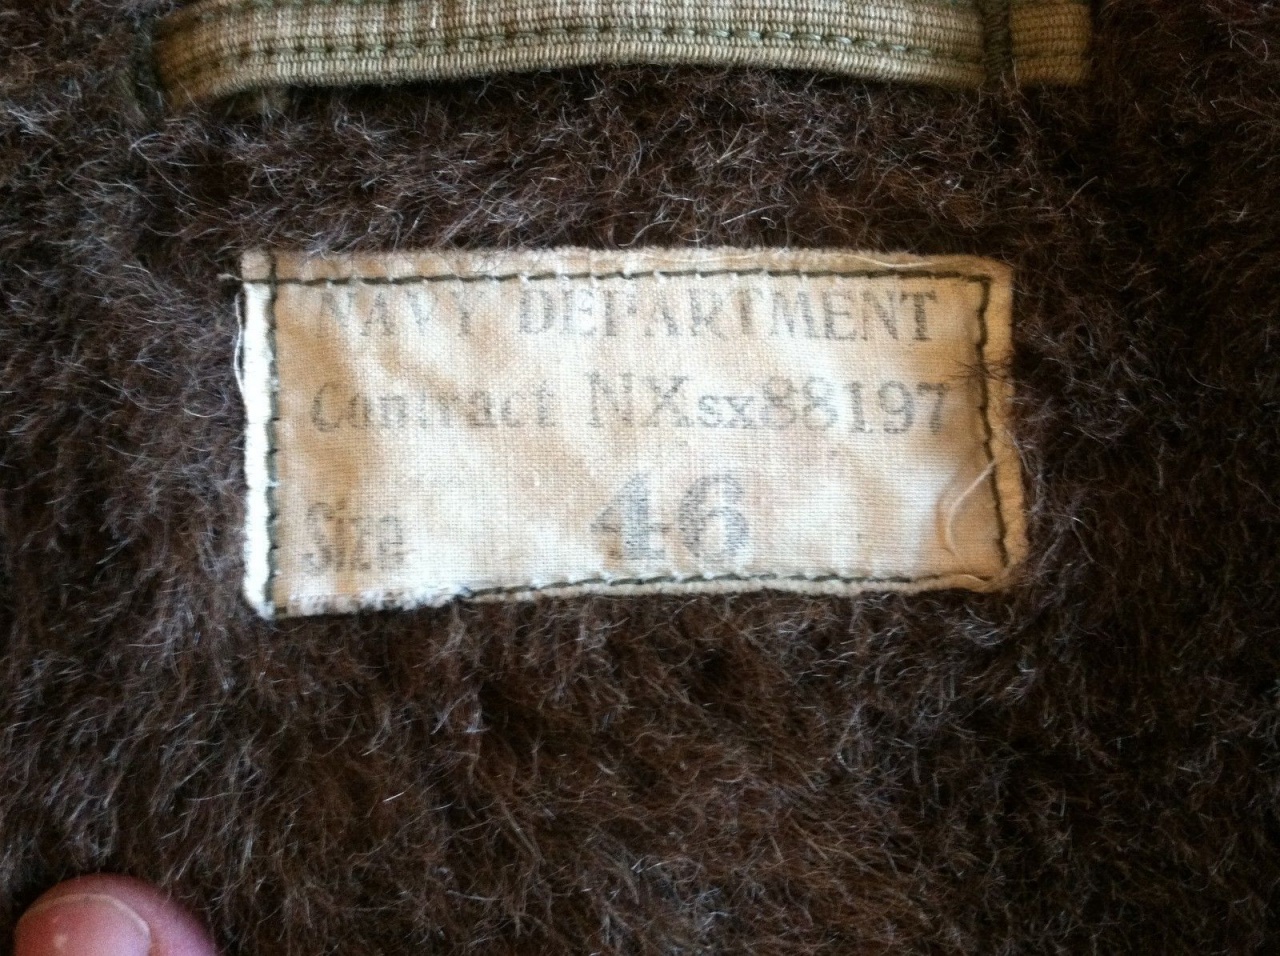 NAVY DEPARTMENT
Contract NXsx88197
Size 46